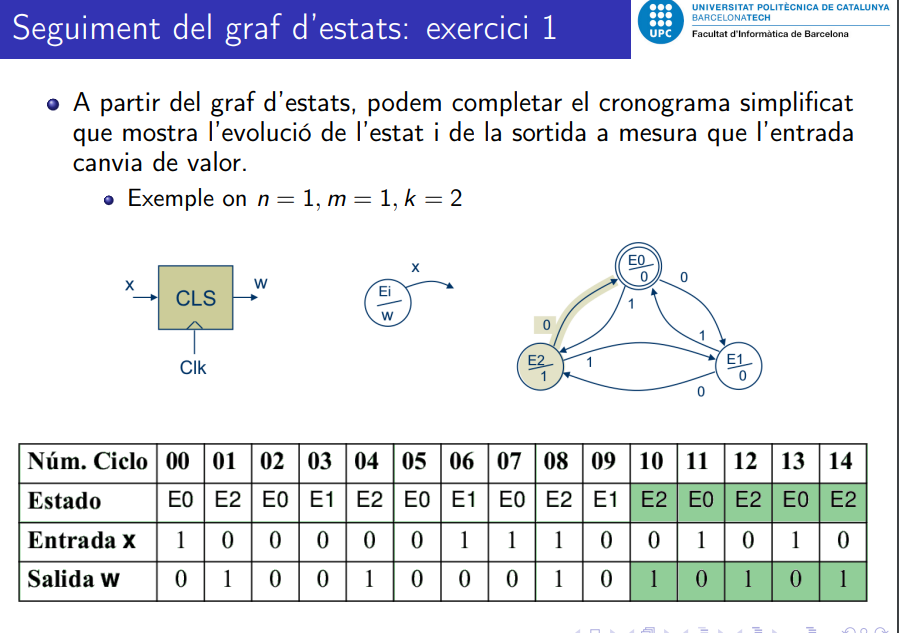 Seguiment del graf d'estats: exercici 1
UPC
UNIVERSITAT POLITÈCNICA DE CATALUNYA
BARCELONATECH
Facultat d'Informàtica de Barcelona
A partir del graf d'estats, podem completar el cronograma simplificat
que mostra l'evolució de l'estat i de la sortida a mesura que l'entrada
canvia de valor.
Exemple on n = 1, m = 1, k = 2
x CLS w
Clk
x
Ei
w
E0
0
0
1
0
1
E2
1
1
E1
0
0
Núm. Ciclo 00 01 02 03 04 05 06 07 08 09 10 11 12 13 14
Estado E0 E2 E0 E1 E2 E0 E1 E0 E2 E1 E2 E0 E2 E0 E2
Entrada x 1 0 0 0 0 0 1 1 1 0 0 1 0 1 0
Salida w 0 1 0 0 1 0 0 0 1 0 1 0 1 0 1